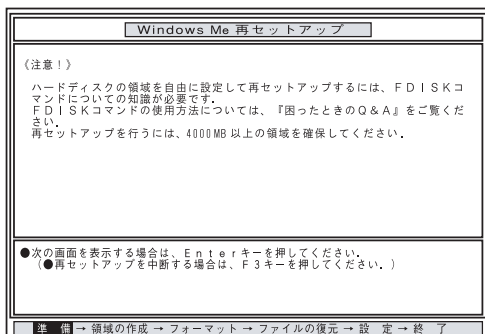 Windows Me 再セットアップ
《注意！》
ハードディスクの領域を自由に設定して再セットアップするには、ＦＤＩＳＫコ
マンドについての知識が必要です．
ＦＤＩＳＫコマンドの使用方法については、『困ったときのＱ＆Ａ』をご覧くだ
さい．
再セットアップを行うには、4000MB以上の領域を確保してください．
●次の画面を表示する場合は、Ｅｎｔｅｒキーを押してください．
（●再セットアップを中断する場合は、Ｆ３キーを押してください．）
準　備→領域の作成→フォーマット→ファイルの復元→設　定→終　了